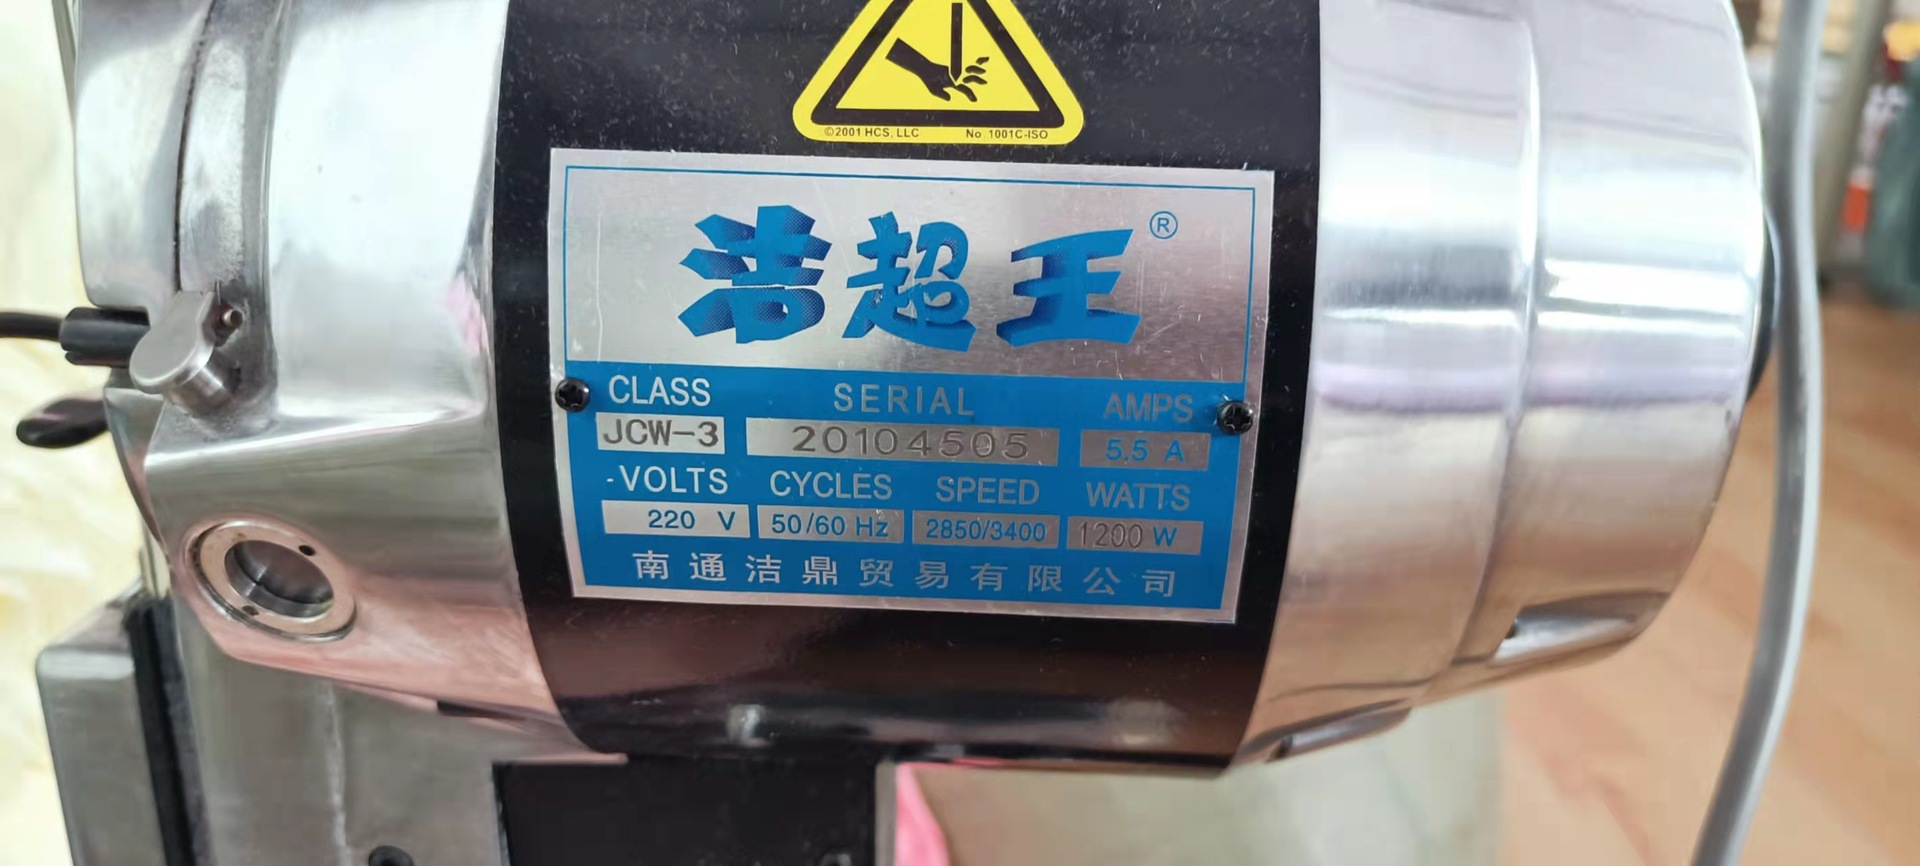 ©2001 HCS, LLC No 1001C-ISO
洁超王®
CLASS SERIAL AMPS
JCW-3 20104505 5.5 A
VOLTS CYCLES SPEED WATTS
220 V 50/60 Hz 2850/3400 1200 W
南通洁鼎贸易有限公司